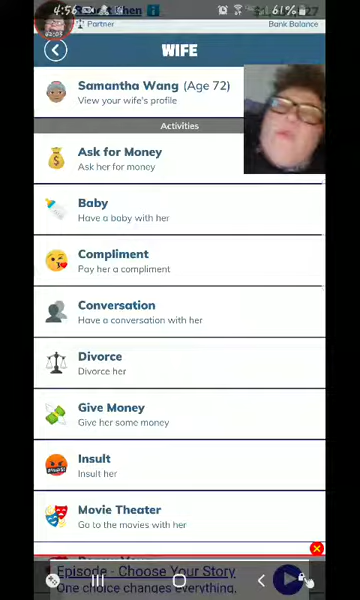 4:56
61%
Partner
Bank Balance
WIFE
Samantha Wang (Age 72)
View your wife's profile
Activities
Ask for Money
Ask her for money
Baby
Have a baby with her
Compliment
Pay her a compliment
Conversation
Have a conversation with her
Divorce
Divorce her
Give Money
Give her some money
Insult
Insult her
Movie Theater
Go to the movies with her
Episode - Choose Your Story
One choice changes everything.